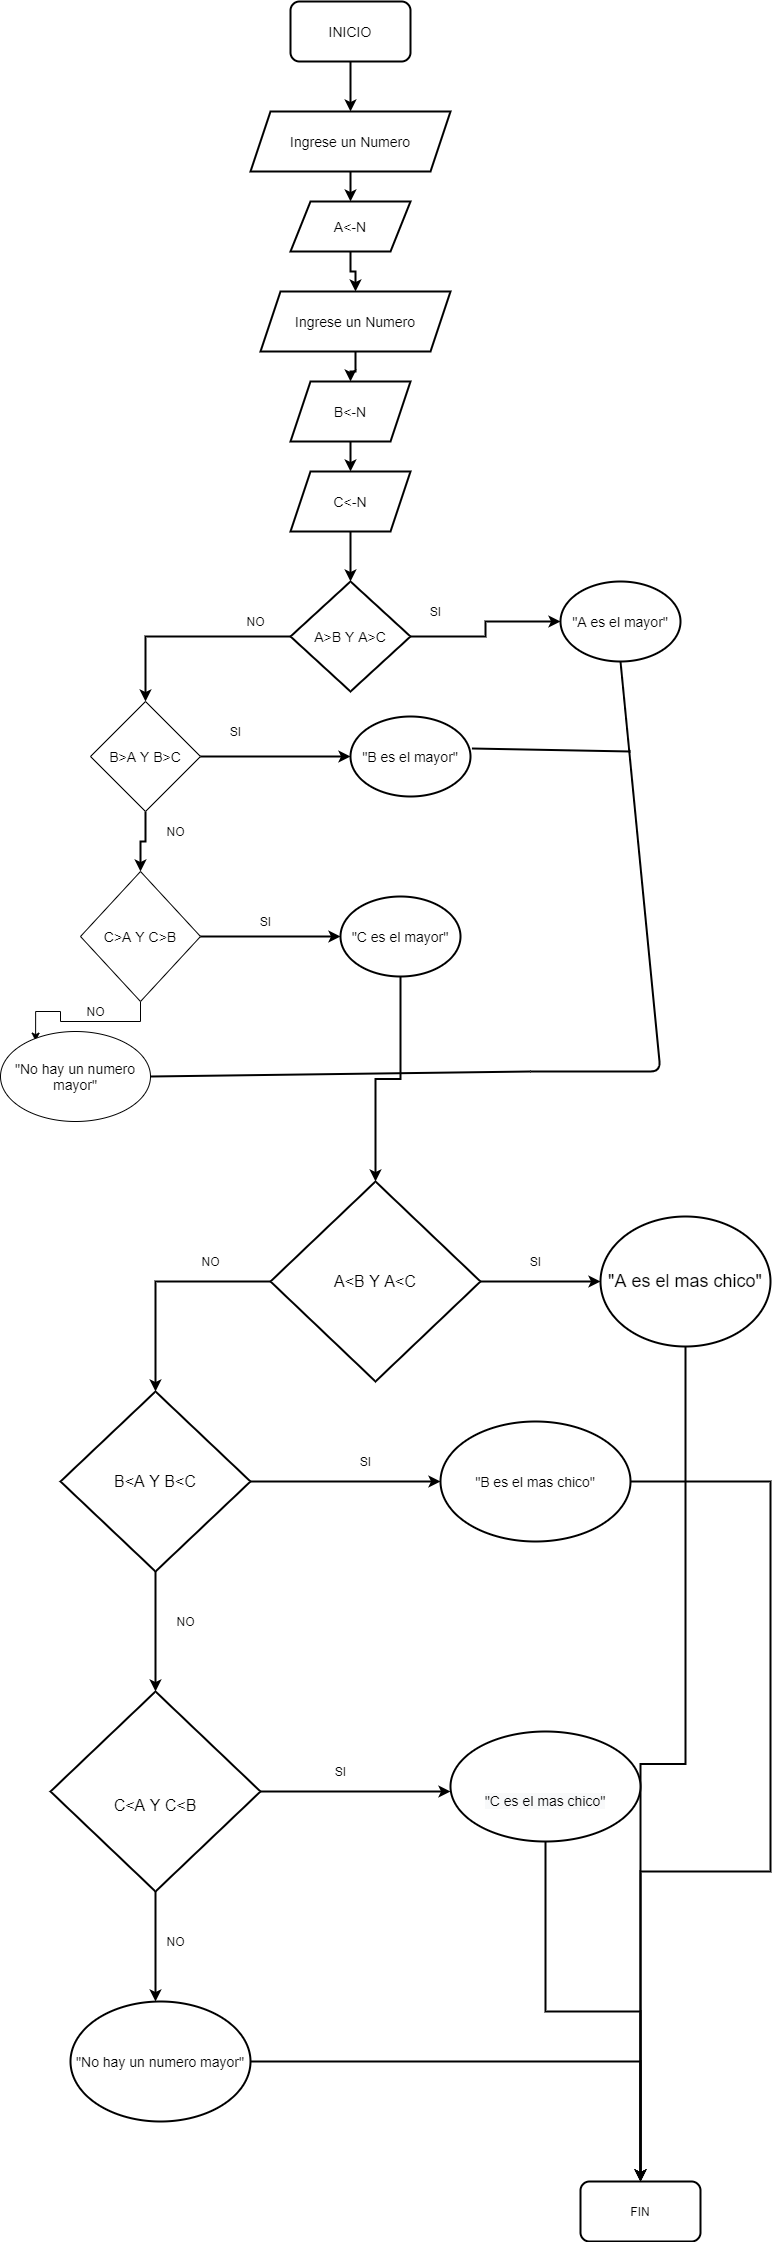 INICIO
Ingrese un Numero
A<-N
Ingrese un Numero
B<-N
C<-N
A>B Y A>C
SI
"A es el mayor"
NO
B>A Y B>C
SI
"B es el mayor"
NO
C>A Y C>B
SI
"C es el mayor"
NO
"No hay un numero
mayor"
A<B Y A<C
SI
"A es el mas chico"
NO
B<A Y B<C
SI
"B es el mas chico"
NO
C<A Y C<B
SI
"C es el mas chico"
NO
"No hay un numero mayor"
FIN